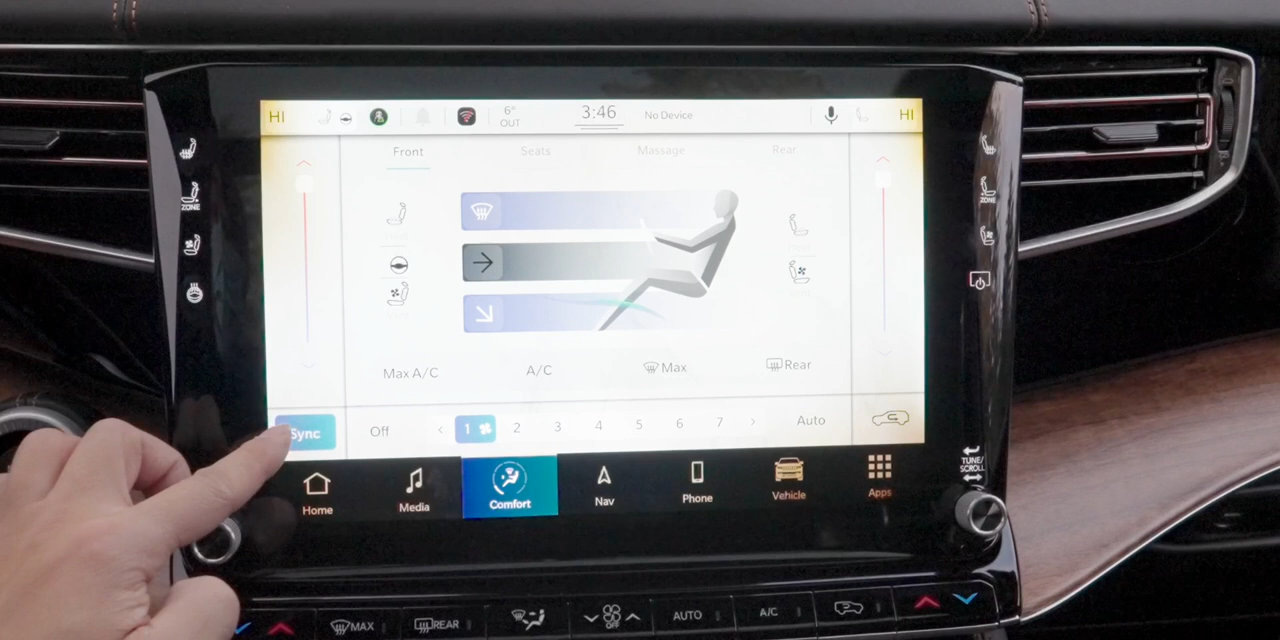 HI
6°
OUT
3:46
No Device
HI
Front
Seats
Massage
Rear
ZONE
ZONE
Max A/C
A/C
Max
Rear
Sync
Off
1
2
3
4
5
6
7
Auto
TUNE/
SCROLL
Home
Media
Comfort
Nav
Phone
Vehicle
Apps
MAX
REAR
OFF
AUTO
A/C